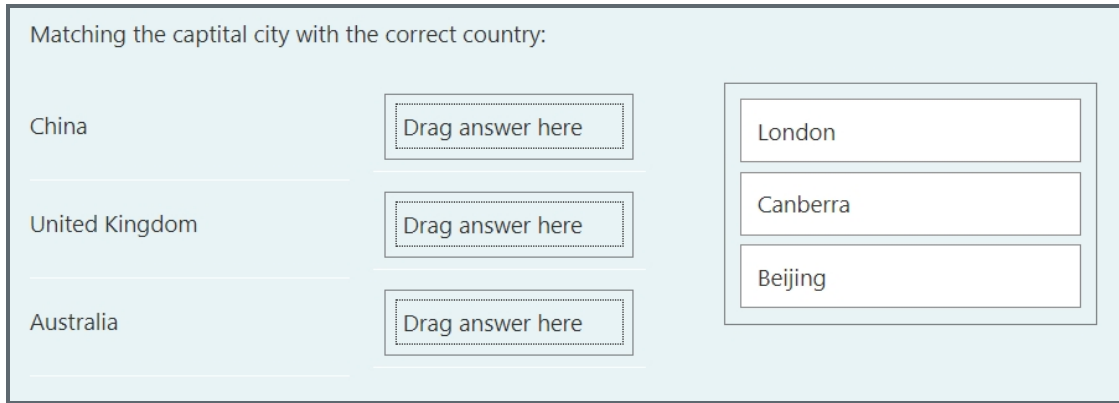 Matching the captital city with the correct country:
China
Drag answer here
London
Canberra
United Kingdom
Drag answer here
Beijing
Australia
Drag answer here